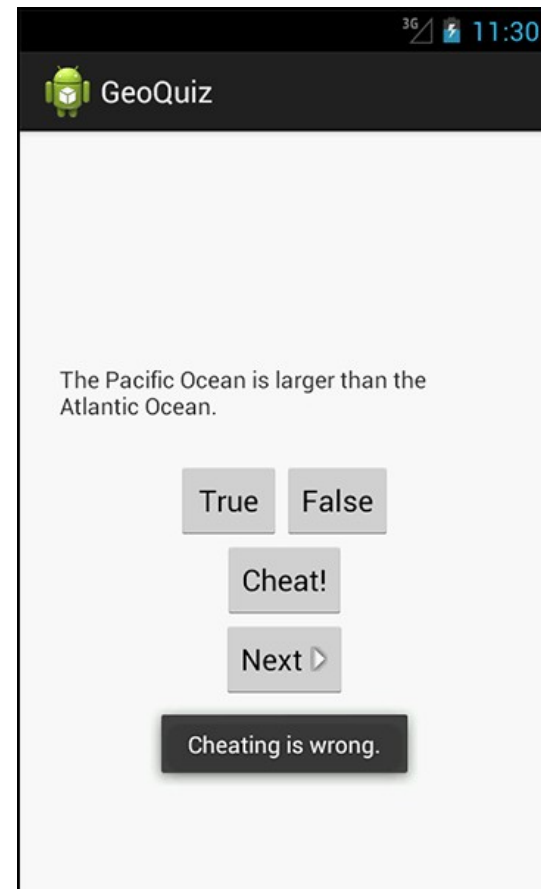 3G 11:30
GeoQuiz
The Pacific Ocean is larger than the
Atlantic Ocean.
True False
Cheat!
Next
Cheating is wrong.